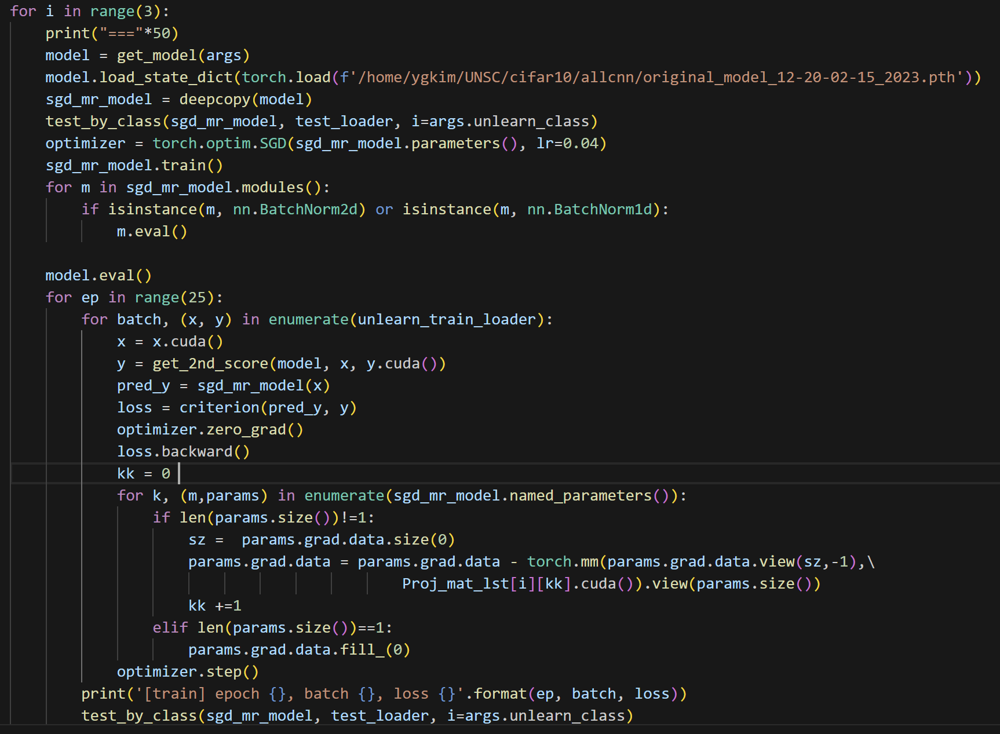 for i in range(3):
    print("==="*50)
    model = get_model(args)
    model.load_state_dict(torch.load(f'/home/ygkim/UNSC/cifar10/allcnn/original_model_12-20-02-15_2023.pth'))
    sgd_mr_model = deepcopy(model)
    test_by_class(sgd_mr_model, test_loader, i=args.unlearn_class)
    optimizer = torch.optim.SGD(sgd_mr_model.parameters(), lr=0.04)
    sgd_mr_model.train()
    for m in sgd_mr_model.modules():
        if isinstance(m, nn.BatchNorm2d) or isinstance(m, nn.BatchNorm1d):
            m.eval()

    model.eval()
    for ep in range(25):
        for batch, (x, y) in enumerate(unlearn_train_loader):
            x = x.cuda()
            y = get_2nd_score(model, x, y.cuda())
            pred_y = sgd_mr_model(x)
            loss = criterion(pred_y, y)
            optimizer.zero_grad()
            loss.backward()
            kk = 0
            for k, (m,params) in enumerate(sgd_mr_model.named_parameters()):
                if len(params.size())!=1:
                    sz =  params.grad.data.size(0)
                    params.grad.data = params.grad.data - torch.mm(params.grad.data.view(sz,-1),\
                                            Proj_mat_lst[i][kk].cuda()).view(params.size())
                    kk +=1
                elif len(params.size())==1:
                    params.grad.data.fill_(0)
            optimizer.step()
        print('[train] epoch {}, batch {}, loss {}'.format(ep, batch, loss))
        test_by_class(sgd_mr_model, test_loader, i=args.unlearn_class)